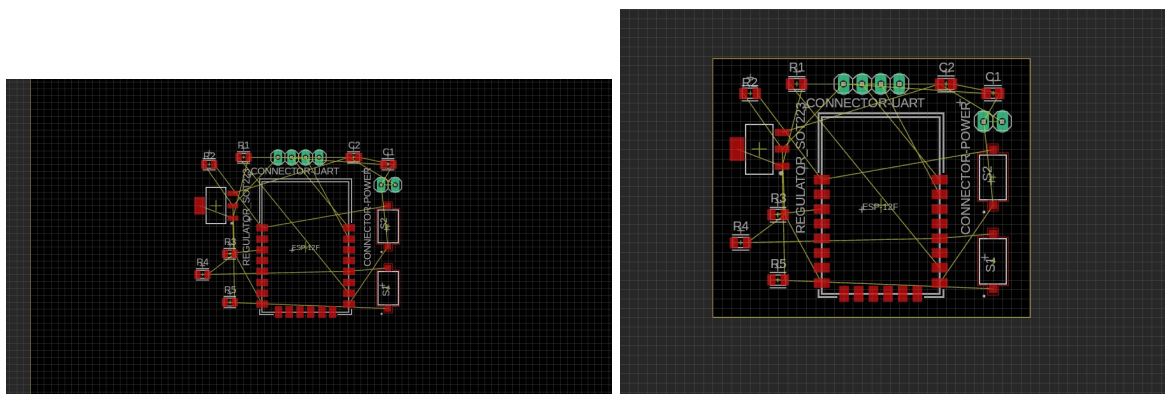 R2
R1
C2
C1
CONNECTOR-UART
REGULATOR_SOT223
CONNECTOR-POWER
S2
ESP-12F
R3
R4
R5
S1
R2
R1
C2
C1
CONNECTOR-UART
REGULATOR_SOT223
CONNECTOR-POWER
S2
ESP-12F
R3
R4
R5
S1